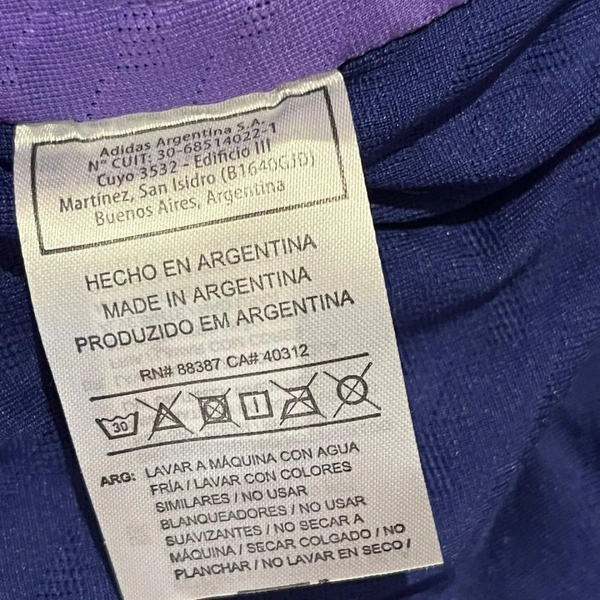 Adidas Argentina S.A.
N° CUIT: 30-68514022-1
Cuyo 3532 - Edificio III
Martínez, San Isidro (B1640GJD)
Buenos Aires, Argentina
HECHO EN ARGENTINA
MADE IN ARGENTINA
PRODUZIDO EM ARGENTINA
RN# 88387 CA# 40312
30
ARG: LAVAR A MÁQUINA CON AGUA
FRÍA / LAVAR CON COLORES
SIMILARES / NO USAR
BLANQUEADORES / NO USAR
SUAVIZANTES / NO SECAR A
MÁQUINA / SECAR COLGADO / NO
PLANCHAR / NO LAVAR EN SECO /